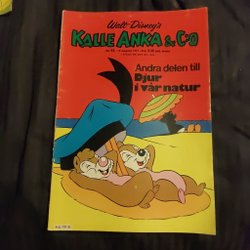 Walt Disney's
KALLE ANKA & C:O
Andra delen till
Djur
i vår natur